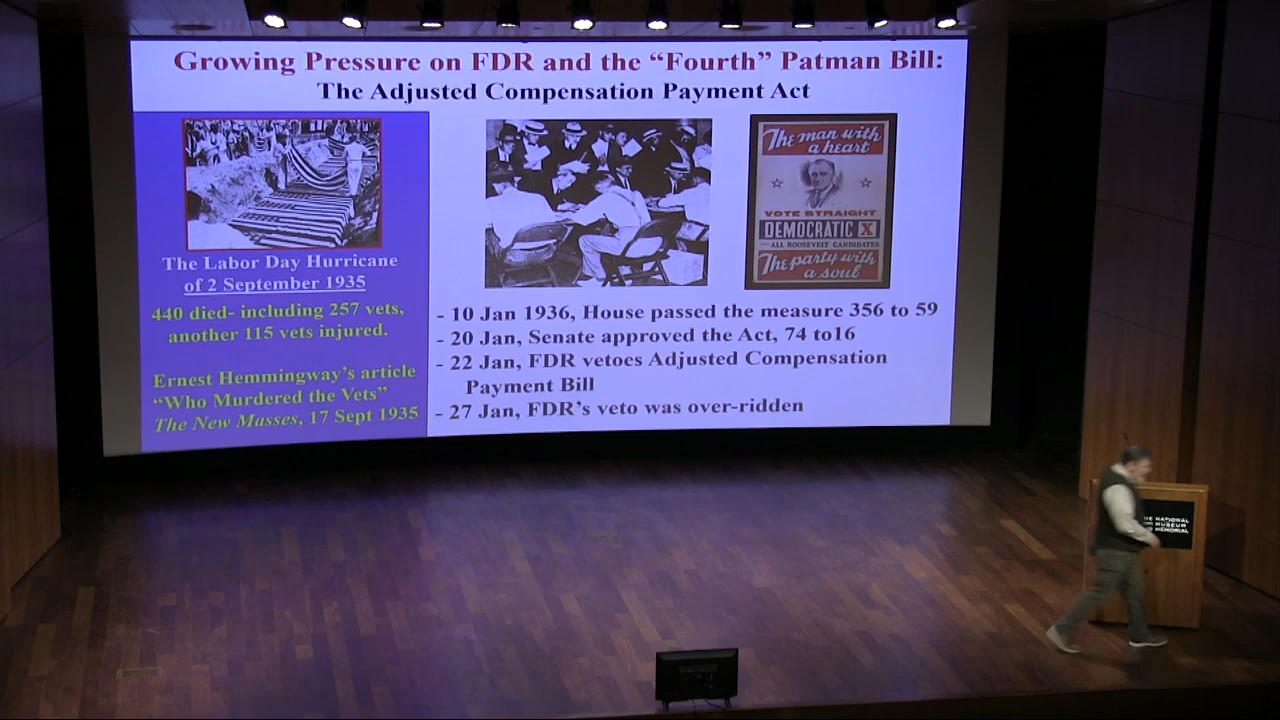 Growing Pressure on FDR and the “Fourth” Patman Bill:
The Adjusted Compensation Payment Act
The Labor Day Hurricane
of 2 September 1935
440 died- including 257 vets,
another 115 vets injured.
Ernest Hemmingway’s article
“Who Murdered the Vets”
The New Masses, 17 Sept 1935
The man with
a heart
VOTE STRAIGHT
DEMOCRATIC X
ALL ROOSEVELT CANDIDATES
The party with
a soul
- 10 Jan 1936, House passed the measure 356 to 59
- 20 Jan, Senate approved the Act, 74 to16
- 22 Jan, FDR vetoes Adjusted Compensation
Payment Bill
- 27 Jan, FDR’s veto was over-ridden
NATIONAL
MUSEUM
MEMORIAL